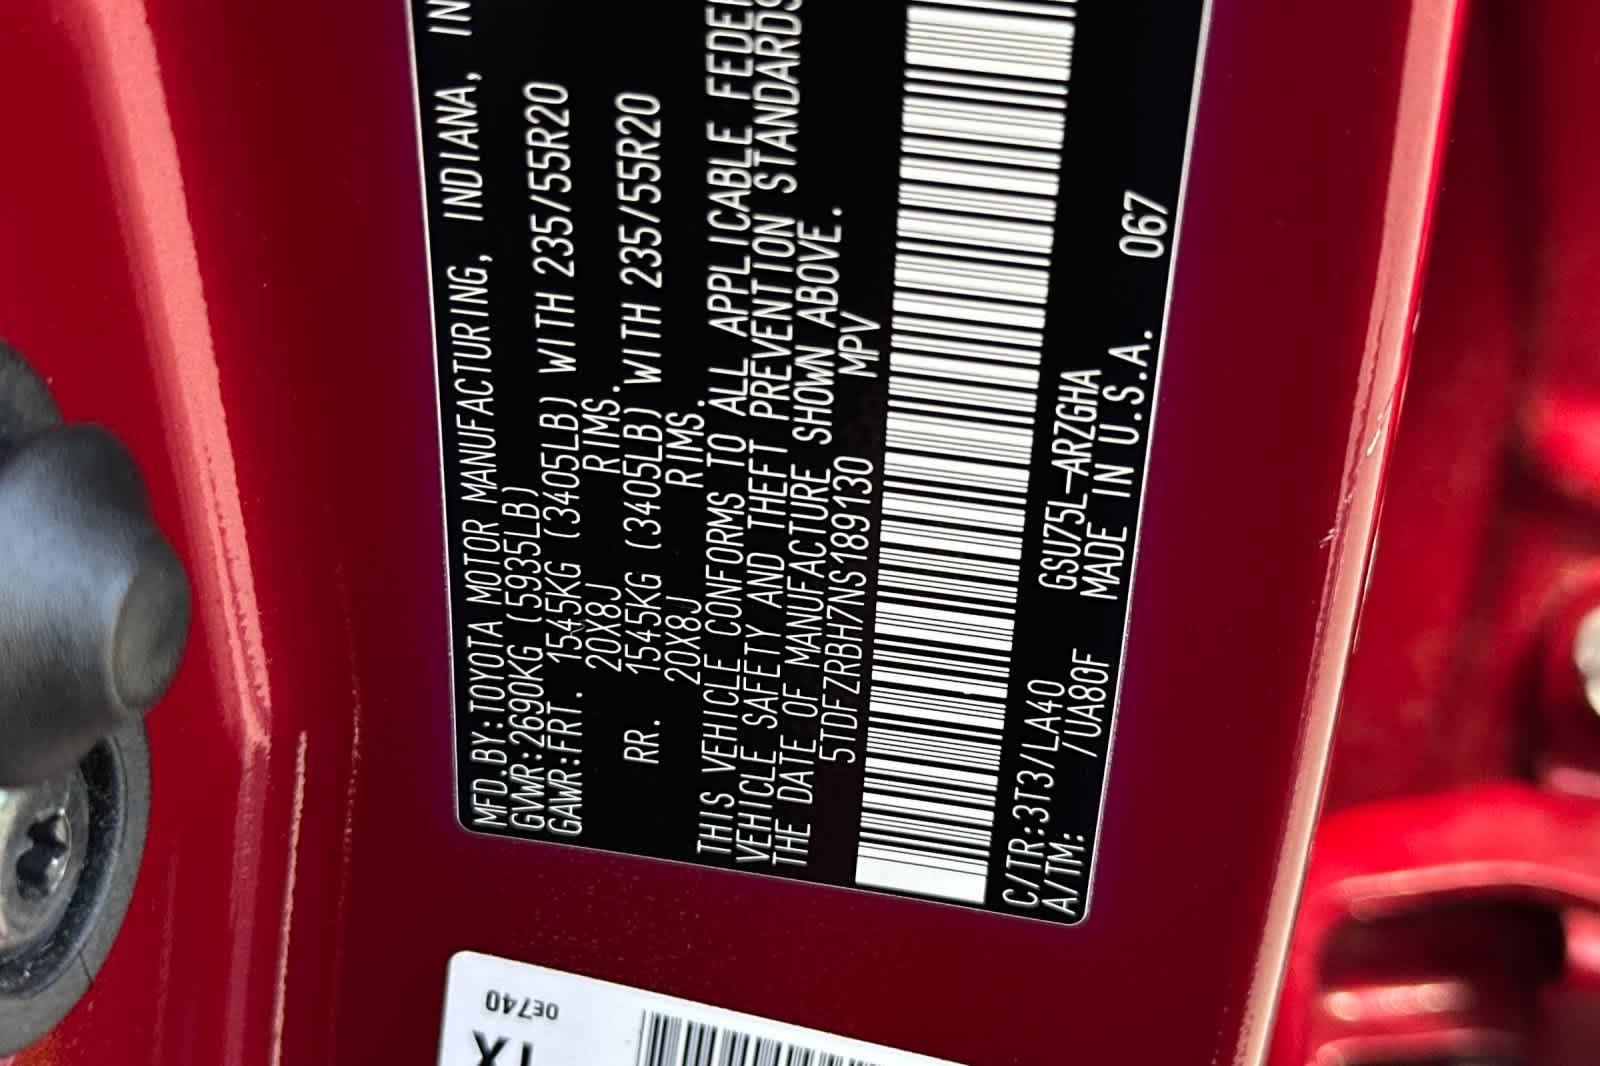 MFD.BY:TOYOTA MOTOR MANUFACTURING, INDIANA, IN
GVWR:2690KG (5935LB)
GAWR:FRT. 1545KG (3405LB) WITH 235/55R20
20X8J RIMS.
RR. 1545KG (3405LB) WITH 235/55R20
20X8J RIMS.
THIS VEHICLE CONFORMS TO ALL APPLICABLE
VEHICLE SAFETY AND THEFT PREVENTION STANDARDS
THE DATE OF MANUFACTURE SHOWN ABOVE.
5TDFZRBH7NS189130 MPV
C/TR:3T3/LA40 GSU75L-ARZGHA
A/TM: /UA80F MADE IN U.S.A. 067
0E740
TX